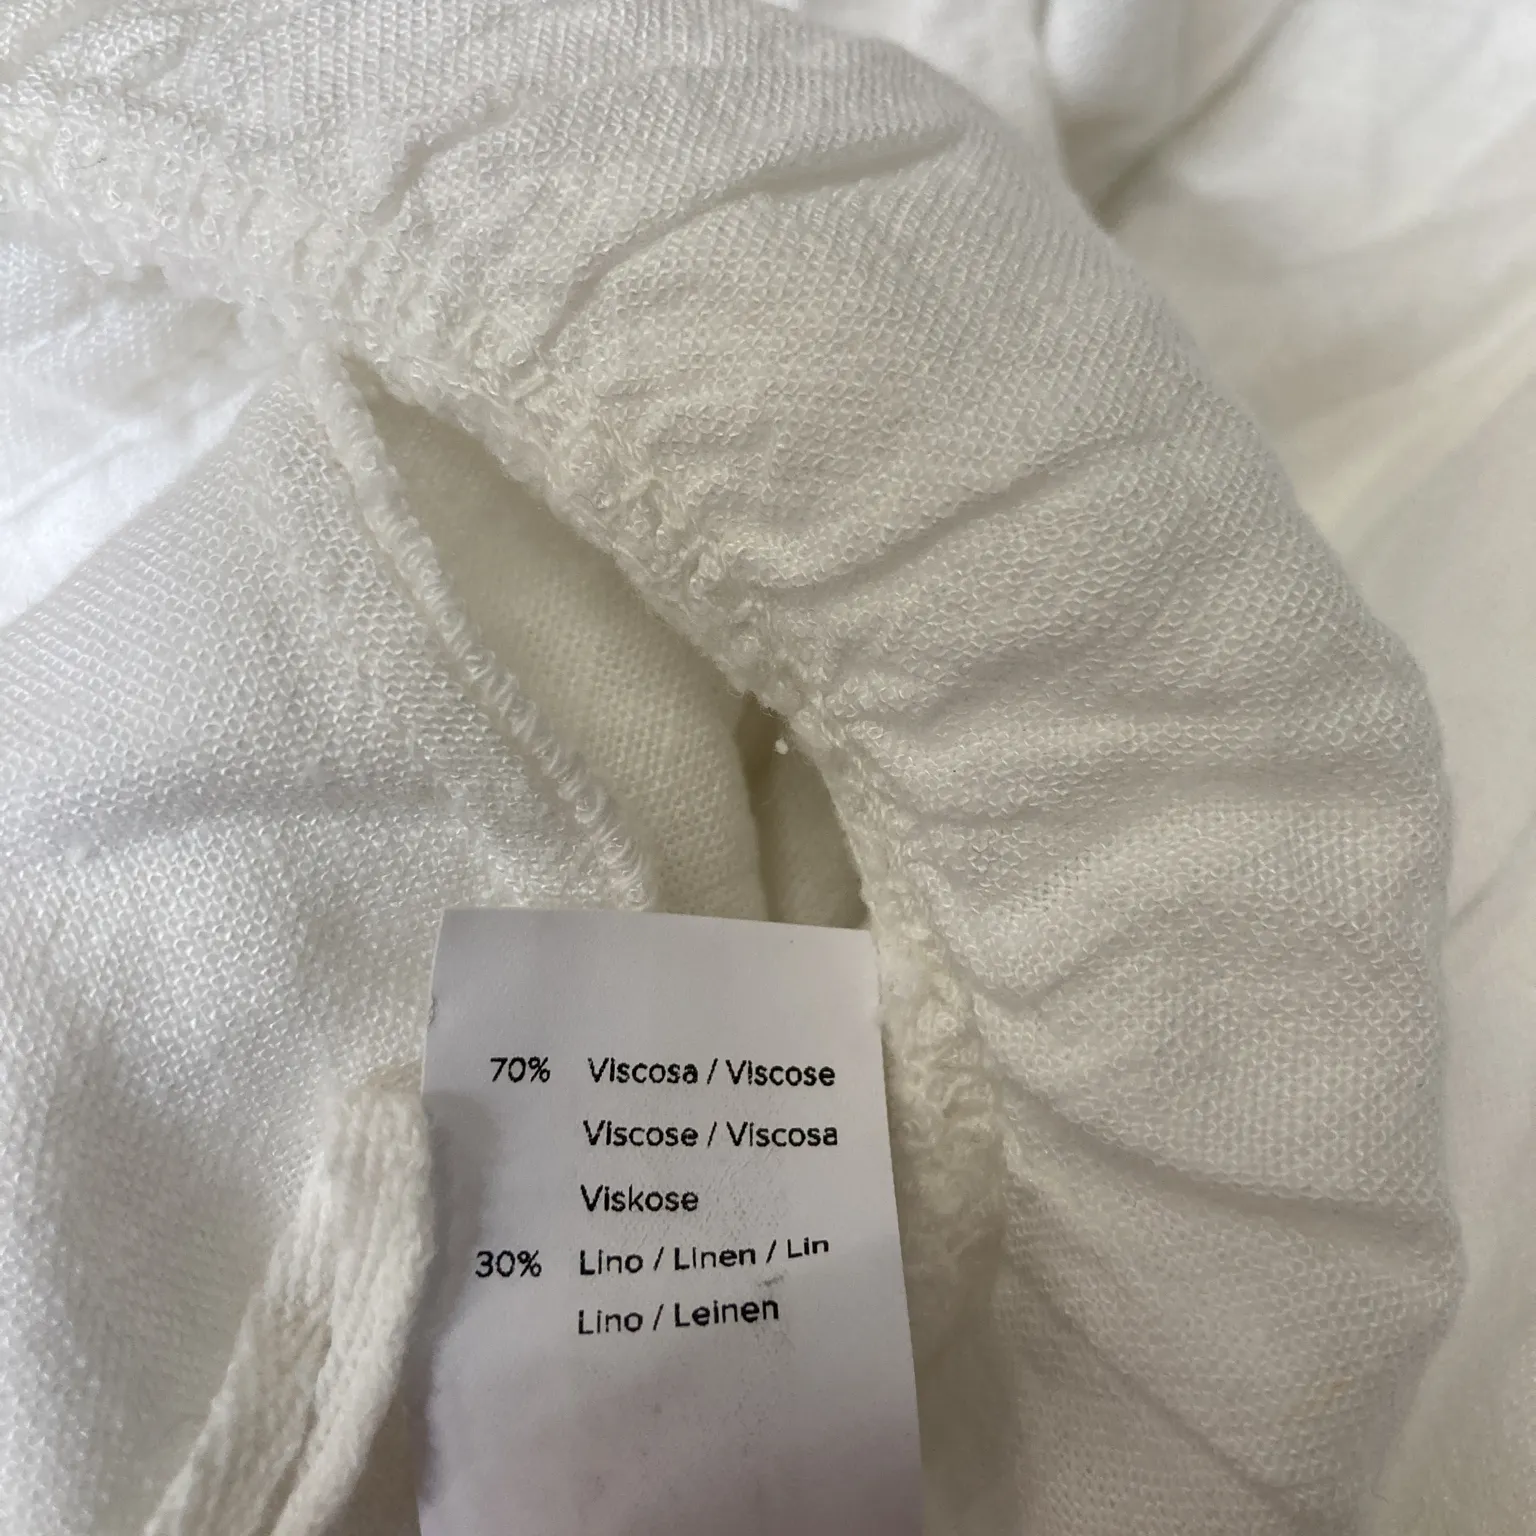 70% Viscosa / Viscose
Viscose / Viscosa
Viskose
30% Lino / Linen / Lin
Lino / Leinen